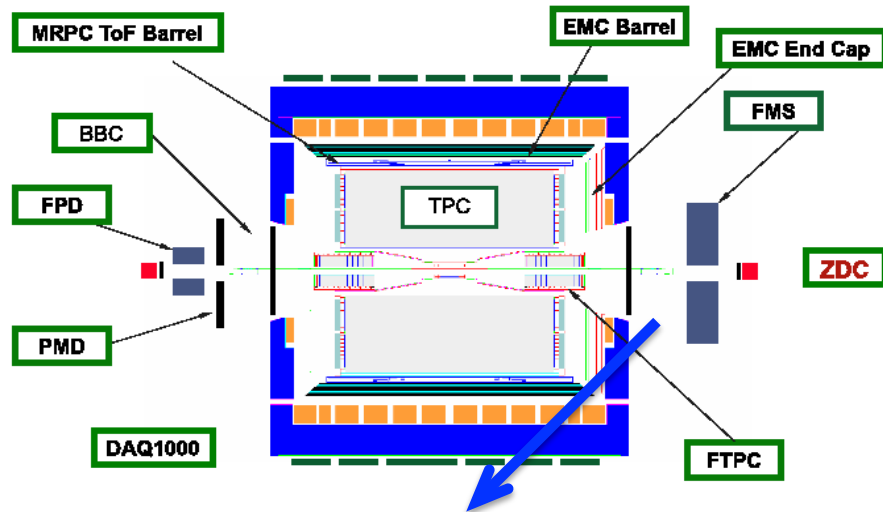 MRPC ToF Barrel
EMC Barrel
EMC End Cap
BBC
FMS
FPD
TPC
ZDC
PMD
DAQ1000
FTPC